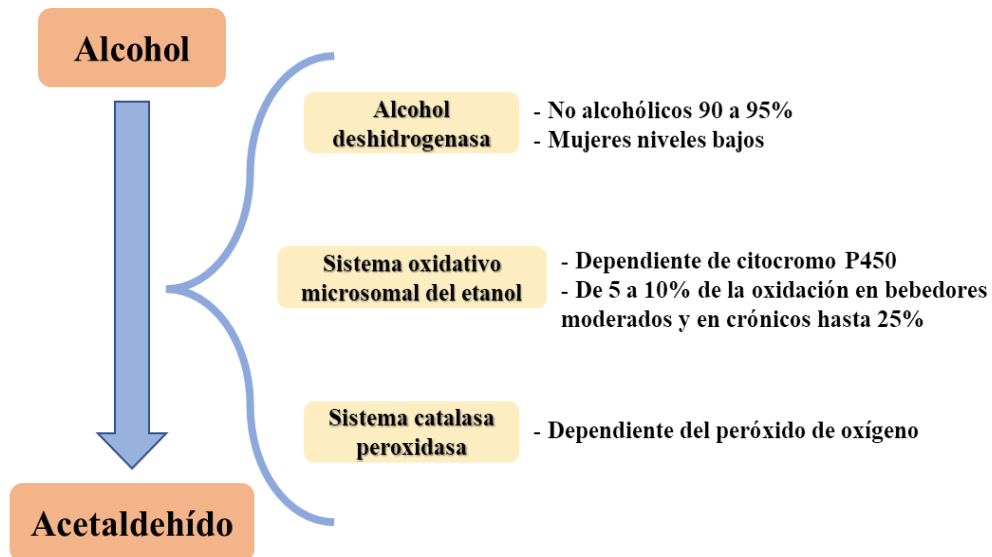 Alcohol
Alcohol
deshidrogenasa
- No alcohólicos 90 a 95%
- Mujeres niveles bajos
Sistema oxidativo
microsomal del etanol
- Dependiente de citocromo P450
- De 5 a 10% de la oxidación en bebedores
moderados y en crónicos hasta 25%
Sistema catalasa
peroxidasa
- Dependiente del peróxido de oxígeno
Acetaldehído